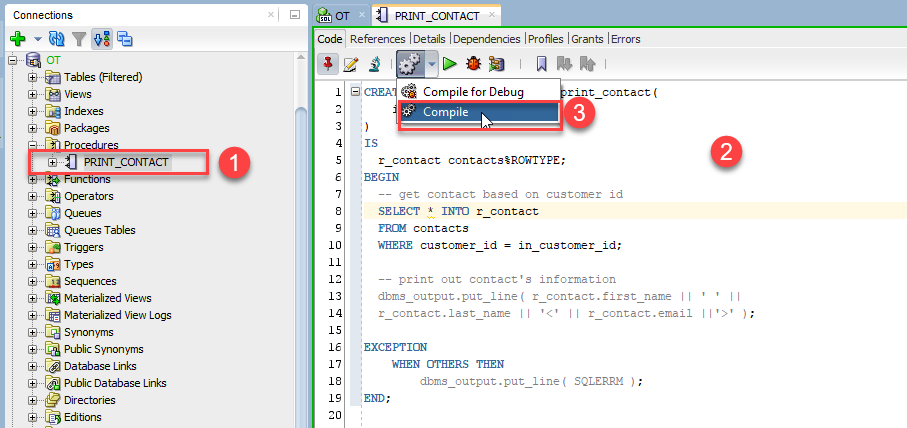 Connections
OT
Tables (Filtered)
Views
Indexes
Packages
Procedures
PRINT_CONTACT
1
Functions
Operators
Queues
Queues Tables
Triggers
Types
Sequences
Materialized Views
Materialized View Logs
Synonyms
Public Synonyms
Database Links
Public Database Links
Directories
Editions
OT
PRINT_CONTACT
Code References Details Dependencies Profiles Grants Errors
Compile for Debug
Compile
3
2
1 CREA print_contact(
2 i
3 )
4 IS
5 r_contact contacts%ROWTYPE;
6 BEGIN
7 -- get contact based on customer id
8 SELECT * INTO r_contact
9 FROM contacts
10 WHERE customer_id = in_customer_id;
11
12 -- print out contact's information
13 dbms_output.put_line( r_contact.first_name || ' ' ||
14 r_contact.last_name || '<' || r_contact.email ||'>' );
15
16 EXCEPTION
17 WHEN OTHERS THEN
18 dbms_output.put_line( SQLERRM );
19 END;
20